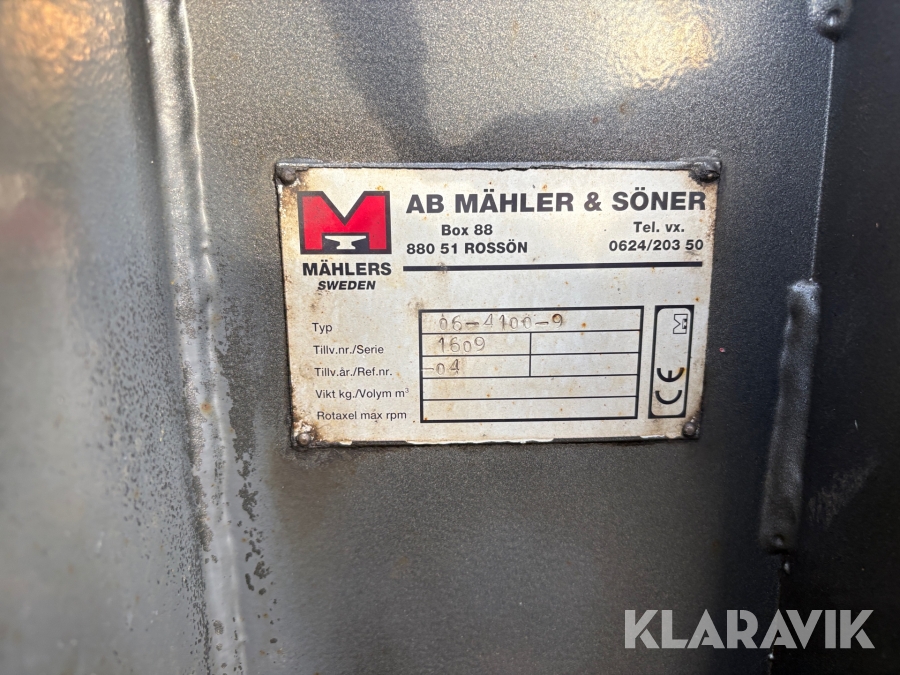 AB MÄHLER & SÖNER
Box 88 Tel. vx.
880 51 ROSSÖN 0624/203 50
MÄHLERS
SWEDEN
Typ 06-4100-9
Tillv.nr./Serie 1609
Tillv.år./Ref.nr. -04
Vikt kg./Volym m³
Rotaxel max rpm
CE
KLARAVIK